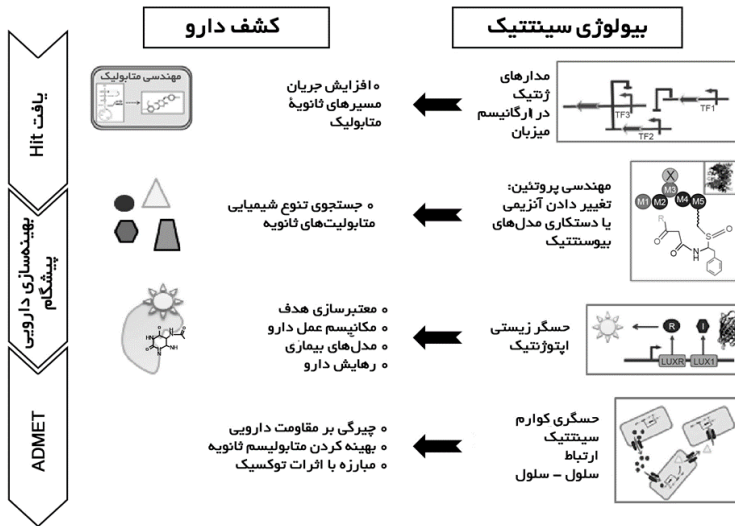 بیولوژی سینتتیک
کشف دارو
یافت Hit
بهینه‌سازی دارویی
پیشگام
ADMET
مدارهای
ژنتیک
در ارگانیسم
میزبان
TF1
TF2
TF3
• افزایش جریان
مسیرهای ثانویهٔ
متابولیک
مهندسی متابولیک
مهندسی پروتئین:
تغییر دادن آنزیمی
یا دستکاری مدل‌های
بیوسنتتیک
X
M1
M2
M3
M4
M5
R
O
O
S
O
N
H
• جستجوی تنوع شیمیایی
متابولیت‌های ثانویه
حسگر زیستی
اپتوژنتیک
R
I
LUXR
LUX1
• معتبرسازی هدف
• مکانیسم عمل دارو
• مدل‌های بیماری
• رهایش دارو
حسگری کوارم
سینتتیک
ارتباط
سلول – سلول
• چیرگی بر مقاومت دارویی
• بهینه کردن متابولیسم ثانویه
• مبارزه با اثرات توکسیک